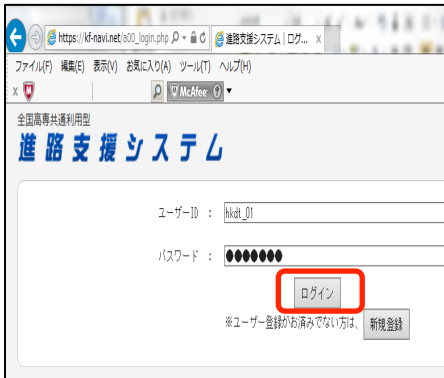 https://kf-navi.net/a00_login.php
進路支援システム | ログ... ×
ファイル(F) 編集(E) 表示(V) お気に入り(A) ツール(T) ヘルプ(H)
× McAfee
全国高専共通利用型
進路支援システム
ユーザーID : hkdt_01
パスワード : ●●●●●●●
ログイン
※ユーザー登録がお済みでない方は、 新規登録